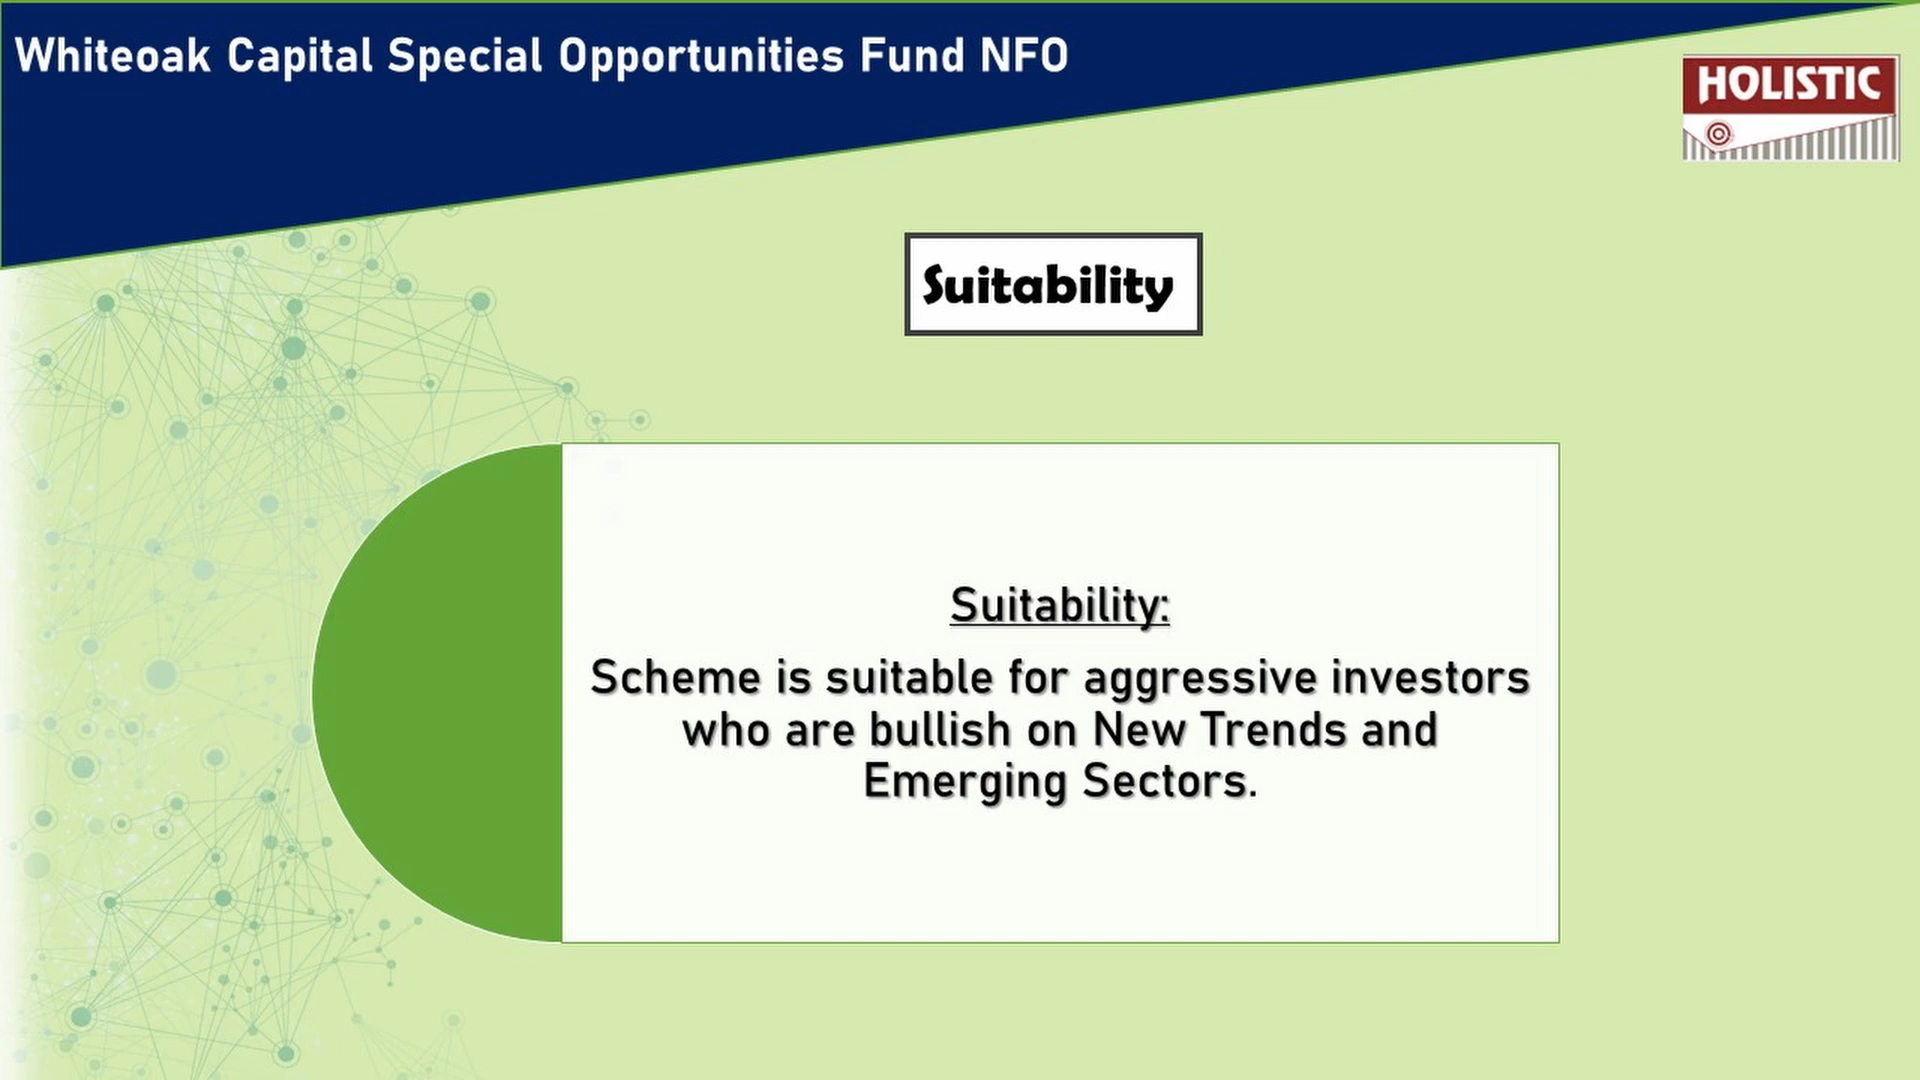 Whiteoak Capital Special Opportunities Fund NFO
HOLISTIC
Suitability
Suitability:
Scheme is suitable for aggressive investors
who are bullish on New Trends and
Emerging Sectors.